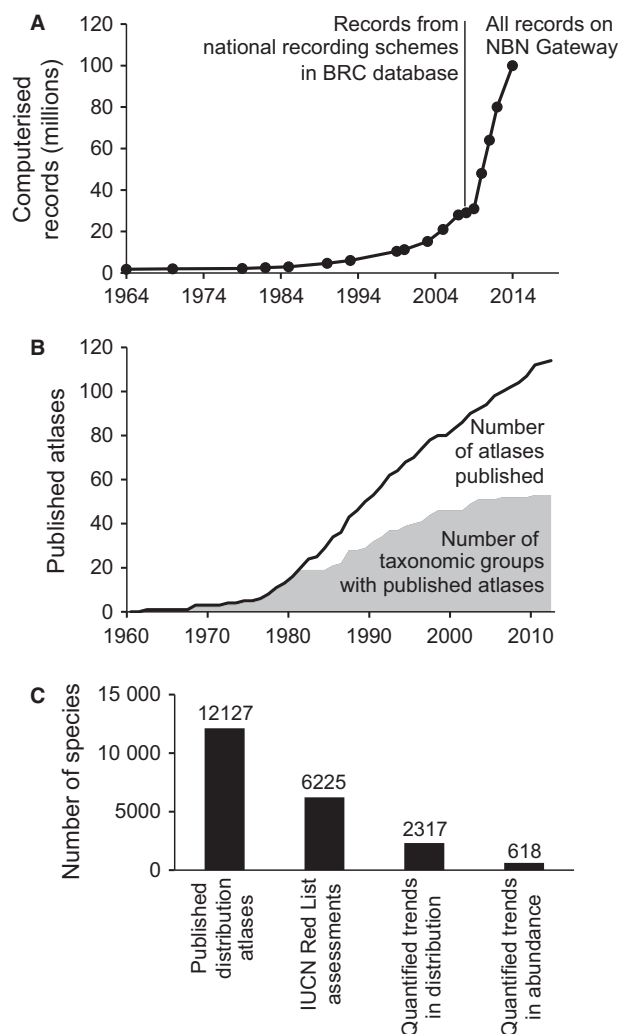 A
Computerised
records (millions)
120
100
80
60
40
20
0
1964
1974
1984
1994
2004
2014
Records from
national recording schemes
in BRC database
All records on
NBN Gateway
B
Published atlases
120
100
80
60
40
20
0
1960
1970
1980
1990
2000
2010
Number
of atlases
published
Number of
taxonomic groups
with published atlases
C
Number of species
15 000
10 000
5000
0
12127
6225
2317
618
Published
distribution
atlases
IUCN Red List
assessments
Quantified trends
in distribution
Quantified trends
in abundance